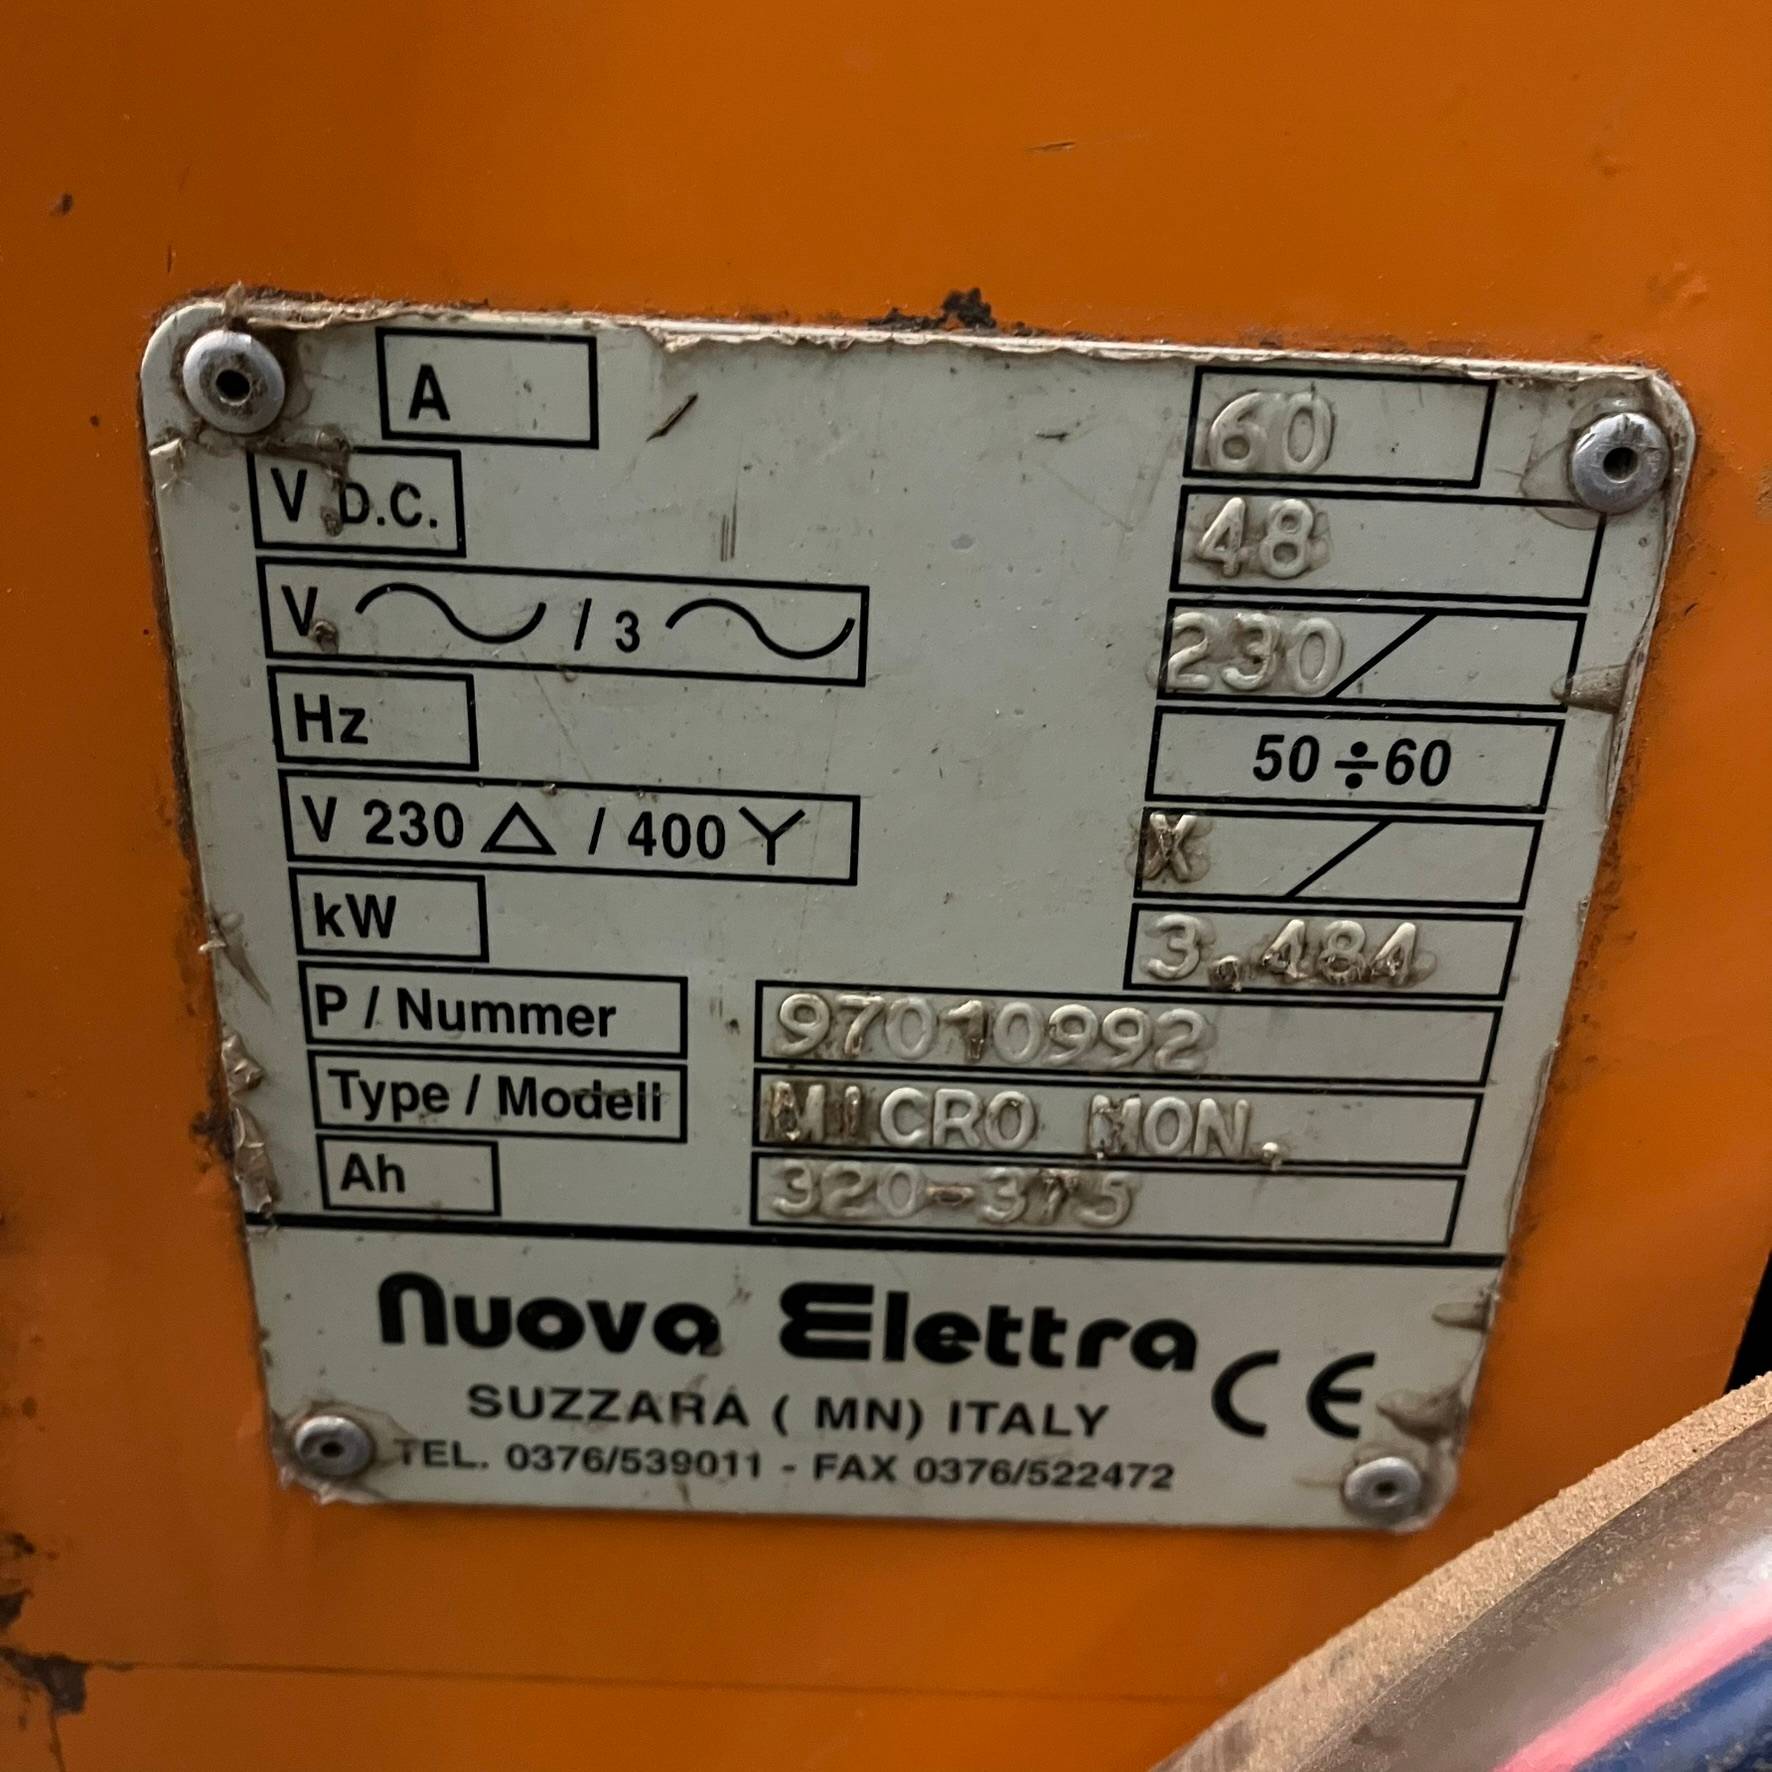 A 60
V D.C. 48
V ~ / 3 ~ 230 /
Hz 50 ÷ 60
V 230 △ / 400 Y X /
kW 3.484
P / Nummer 97010992
Type / Modell MICRO MON.
Ah 320-375
Nuova Elettra
SUZZARA ( MN) ITALY CE
TEL. 0376/539011 - FAX 0376/522472